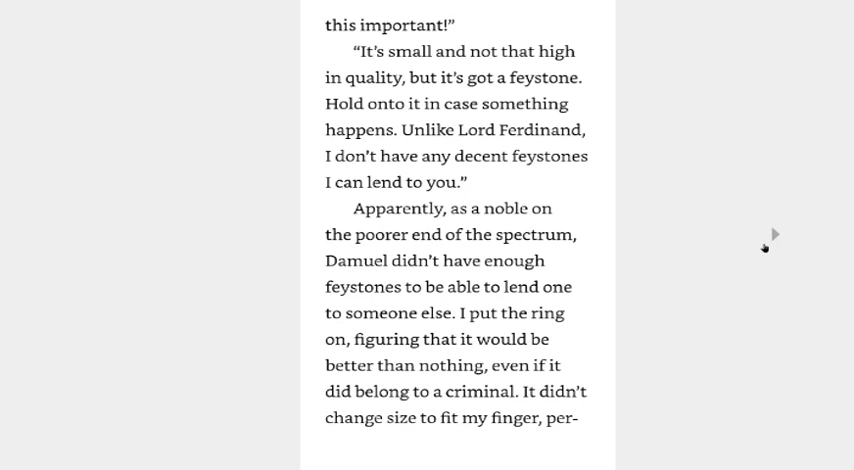 this important!”
“It’s small and not that high
in quality, but it’s got a feystone.
Hold onto it in case something
happens. Unlike Lord Ferdinand,
I don’t have any decent feystones
I can lend to you.”
Apparently, as a noble on
the poorer end of the spectrum,
Damuel didn’t have enough
feystones to be able to lend one
to someone else. I put the ring
on, figuring that it would be
better than nothing, even if it
did belong to a criminal. It didn’t
change size to fit my finger, per-